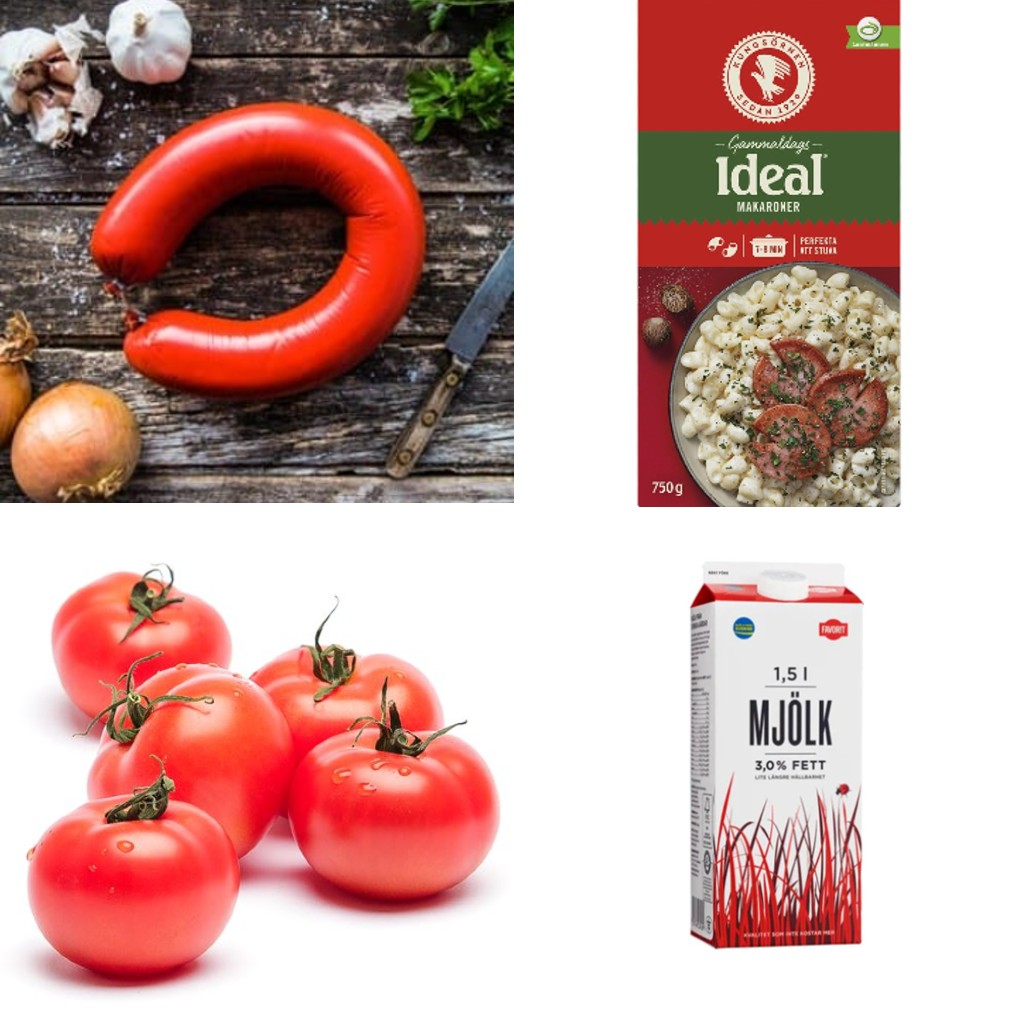 KUNGSÖRNEN
SEDAN 1929
Gammaldags
Ideal
MAKARONER
7-8 MIN
PERFEKTA
ATT STUVA
750g
FAVORIT
1,5 l
MJÖLK
3,0% FETT
LITE LÄNGRE HÅLLBARHET
KVALITET SOM INTE KOSTAR MER